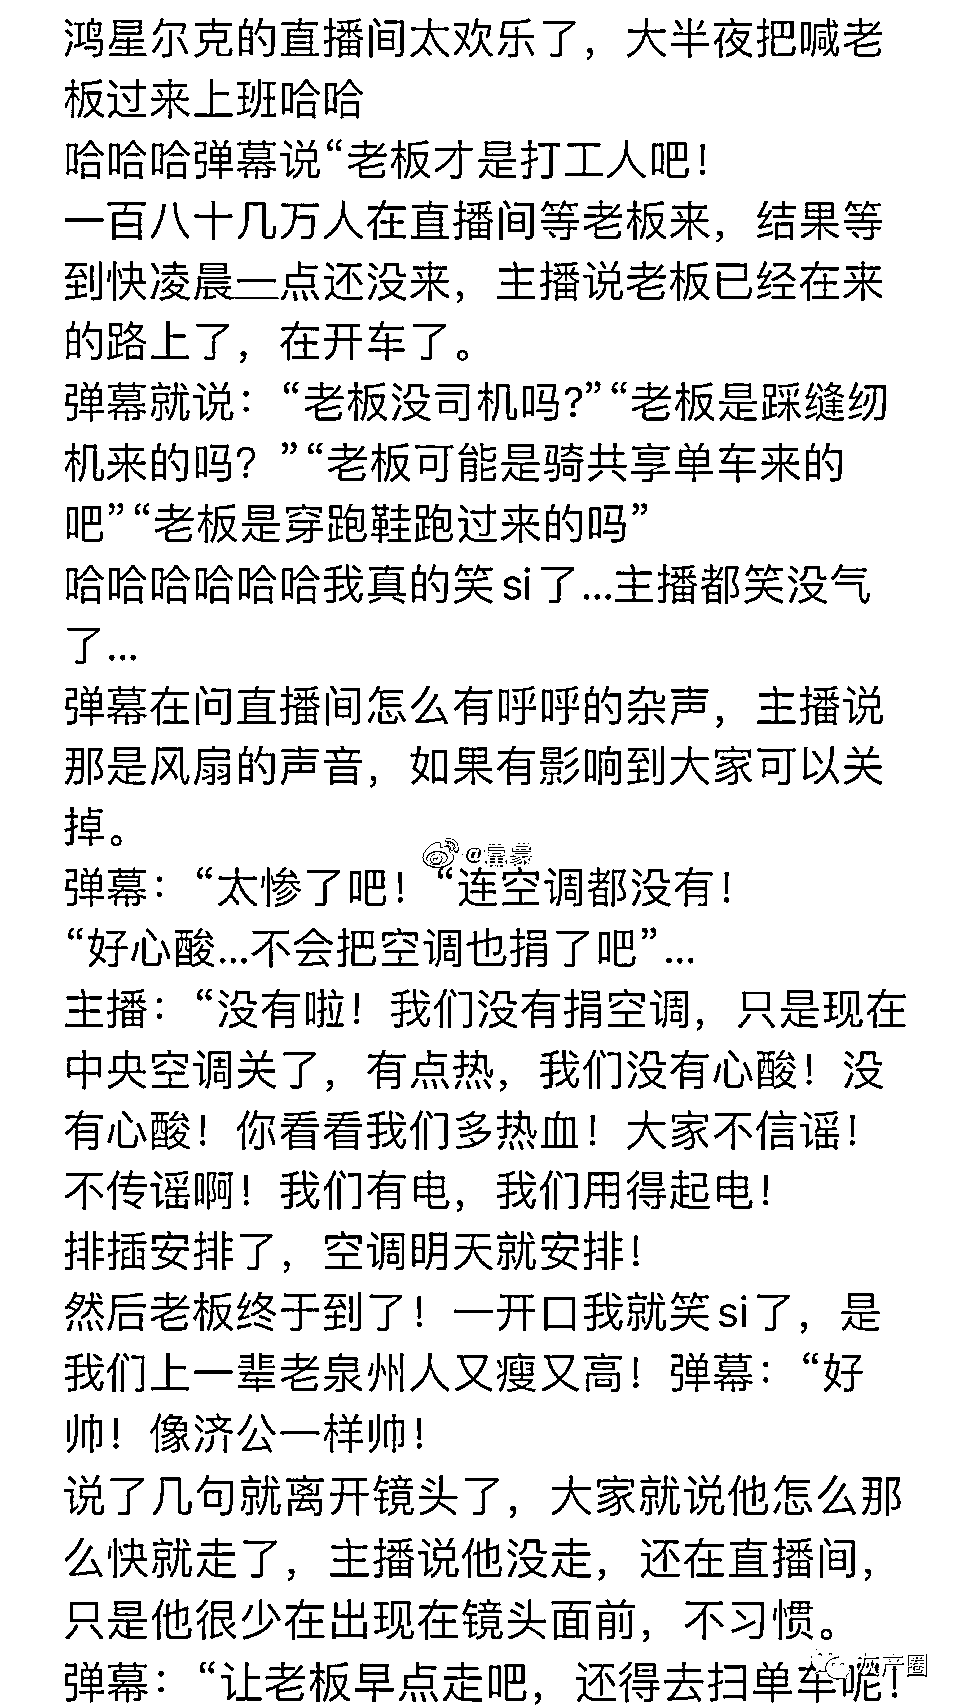 鸿星尔克的直播间太欢乐了，大半夜把喊老
板过来上班哈哈
哈哈哈弹幕说“老板才是打工人吧！
一百八十几万人在直播间等老板来，结果等
到快凌晨一点还没来，主播说老板已经在来
的路上了，在开车了。
弹幕就说：“老板没司机吗?”“老板是踩缝纫
机来的吗？”“老板可能是骑共享单车来的
吧”“老板是穿跑鞋跑过来的吗”
哈哈哈哈哈哈我真的笑si了...主播都笑没气
了...
弹幕在问直播间怎么有呼呼的杂声，主播说
那是风扇的声音，如果有影响到大家可以关
掉。
弹幕：“太惨了吧！“连空调都没有！
“好心酸...不会把空调也捐了吧”...
主播：“没有啦！我们没有捐空调，只是现在
中央空调关了，有点热，我们没有心酸！没
有心酸！你看看我们多热血！大家不信谣！
不传谣啊！我们有电，我们用得起电！
排插安排了，空调明天就安排！
然后老板终于到了！一开口我就笑si了，是
我们上一辈老泉州人又瘦又高！弹幕：“好
帅！像济公一样帅！
说了几句就离开镜头了，大家就说他怎么那
么快就走了，主播说他没走，还在直播间，
只是他很少在出现在镜头面前，不习惯。
弹幕：“让老板早点走吧，还得去扫单车呢！
灰产圈